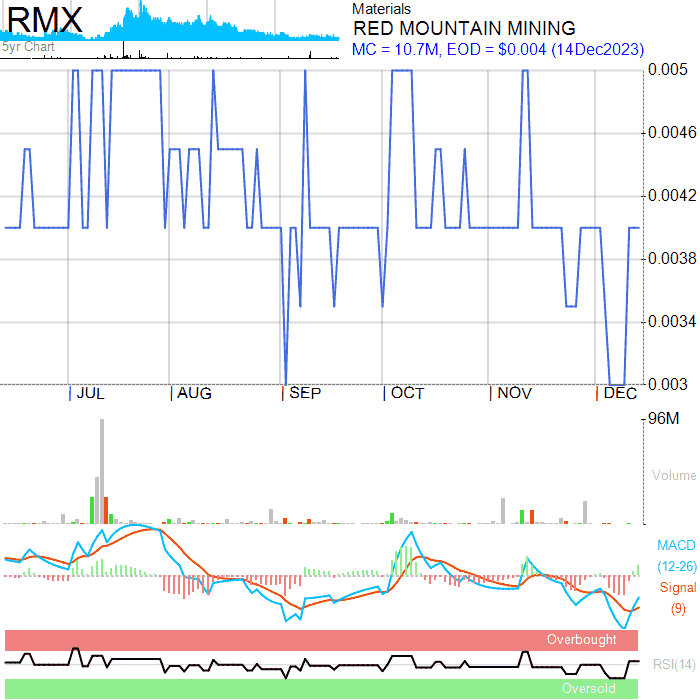 RMX
5yr Chart
Materials
RED MOUNTAIN MINING
MC = 10.7M, EOD = $0.004 (14Dec2023)
0.005
0.0046
0.0042
0.0038
0.0034
0.003
JUL AUG SEP OCT NOV DEC
96M
Volume
MACD
(12-26)
Signal
(9)
Overbought
RSI(14)
Oversold